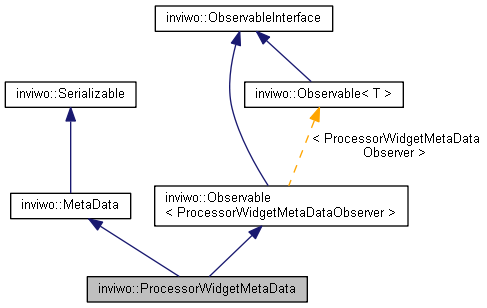 inviwo::ObservableInterface
inviwo::Serializable
inviwo::Observable< T >
< ProcessorWidgetMetaData
Observer >
inviwo::MetaData
inviwo::Observable
< ProcessorWidgetMetaDataObserver >
inviwo::ProcessorWidgetMetaData